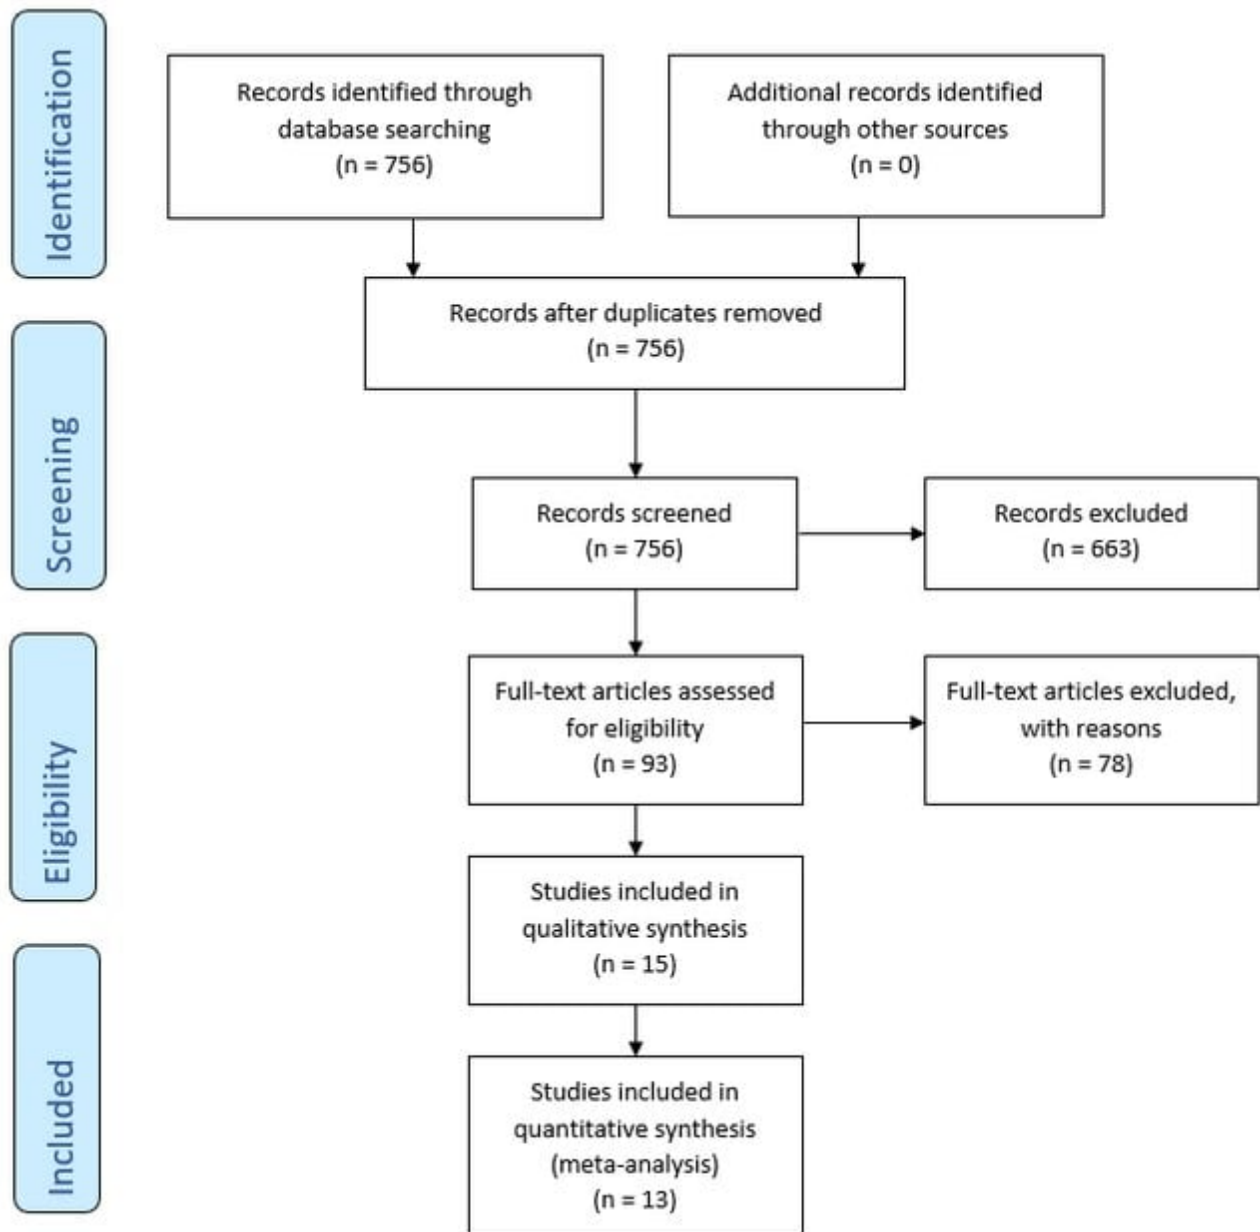 Identification
Records identified through
database searching
(n = 756)
Additional records identified
through other sources
(n = 0)
Records after duplicates removed
(n = 756)
Screening
Records screened
(n = 756)
Records excluded
(n = 663)
Eligibility
Full-text articles assessed
for eligibility
(n = 93)
Full-text articles excluded,
with reasons
(n = 78)
Studies included in
qualitative synthesis
(n = 15)
Included
Studies included in
quantitative synthesis
(meta-analysis)
(n = 13)